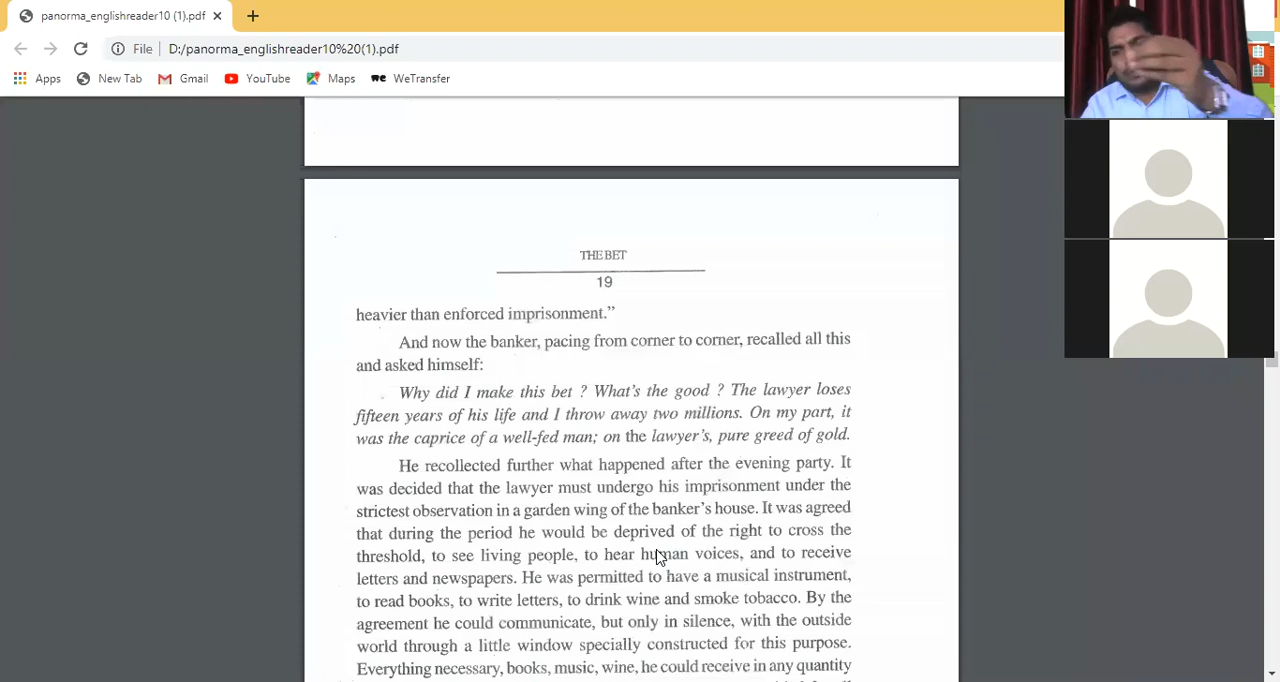 panorma_englishreader10 (1).pdf
File D:/panorma_englishreader10%20(1).pdf
Apps New Tab Gmail YouTube Maps we WeTransfer
THE BET
19
heavier than enforced imprisonment."
And now the banker, pacing from corner to corner, recalled all this
and asked himself:
Why did I make this bet ? What's the good ? The lawyer loses
fifteen years of his life and I throw away two millions. On my part, it
was the caprice of a well-fed man; on the lawyer's, pure greed of gold.
He recollected further what happened after the evening party. It
was decided that the lawyer must undergo his imprisonment under the
strictest observation in a garden wing of the banker's house. It was agreed
that during the period he would be deprived of the right to cross the
threshold, to see living people, to hear human voices, and to receive
letters and newspapers. He was permitted to have a musical instrument,
to read books, to write letters, to drink wine and smoke tobacco. By the
agreement he could communicate, but only in silence, with the outside
world through a little window specially constructed for this purpose.
Everything necessary, books, music, wine, he could receive in any quantity